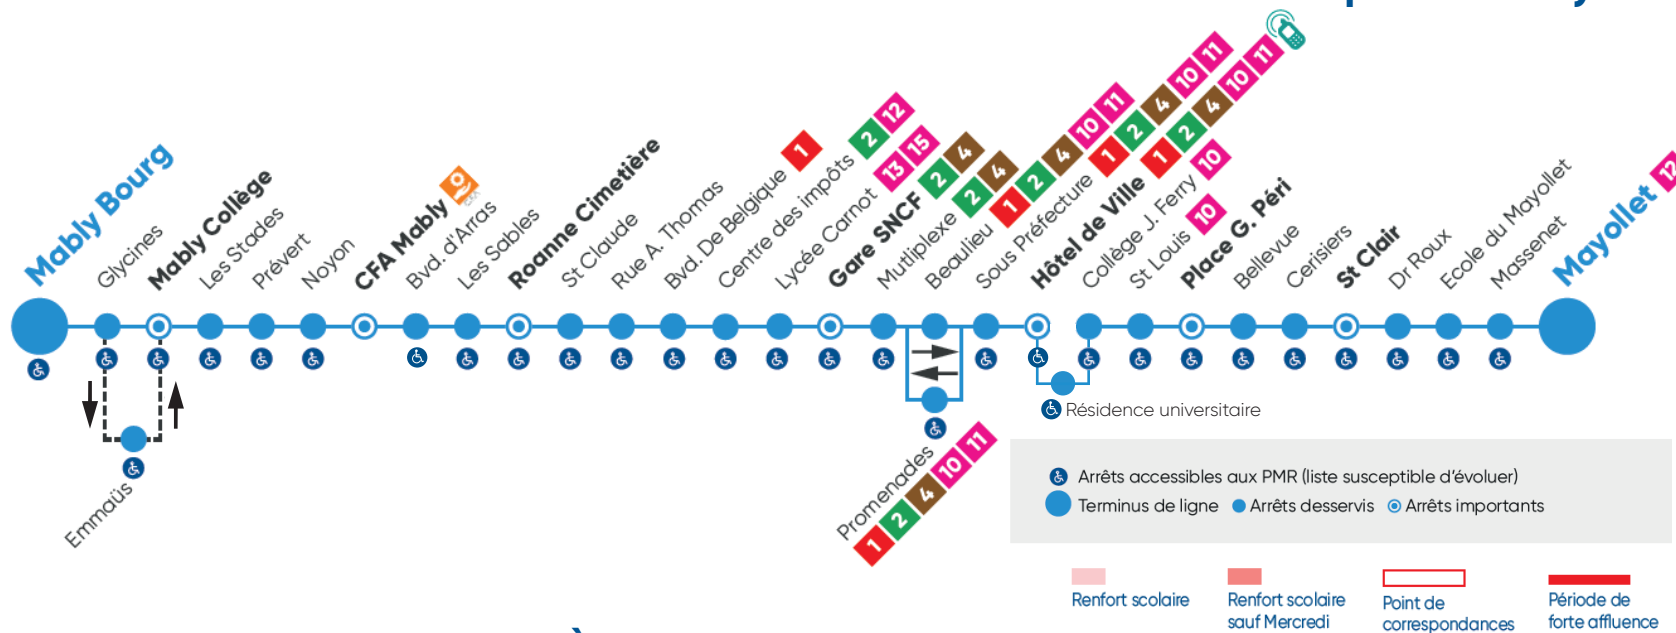 Mably Bourg
Glycines
Mably Collège
Les Stades
Prévert
Noyon
CFA Mably
Bvd. d'Arras
Les Sables
Roanne Cimetière
St Claude
Rue A. Thomas
Bvd. De Belgique 1
Centre des impôts 2 12
Lycée Carnot 13 15
Gare SNCF 2 4
Mutliplexe 2 4
Beaulieu 1 2 4 10 11
Sous Préfecture 1 2 4 10 11
Hôtel de Ville 1 2 4 10 11
Collège J. Ferry 10
St Louis 10
Place G. Péri
Bellevue
Cerisiers
St Clair
Dr Roux
Ecole du Mayollet
Massenet
Mayollet 12
Emmaüs
Promenades 1 2 4 10 11
Résidence universitaire
Arrêts accessibles aux PMR (liste susceptible d'évoluer)
Terminus de ligne Arrêts desservis Arrêts importants
Renfort scolaire
Renfort scolaire
sauf Mercredi
Point de
correspondances
Période de
forte affluence